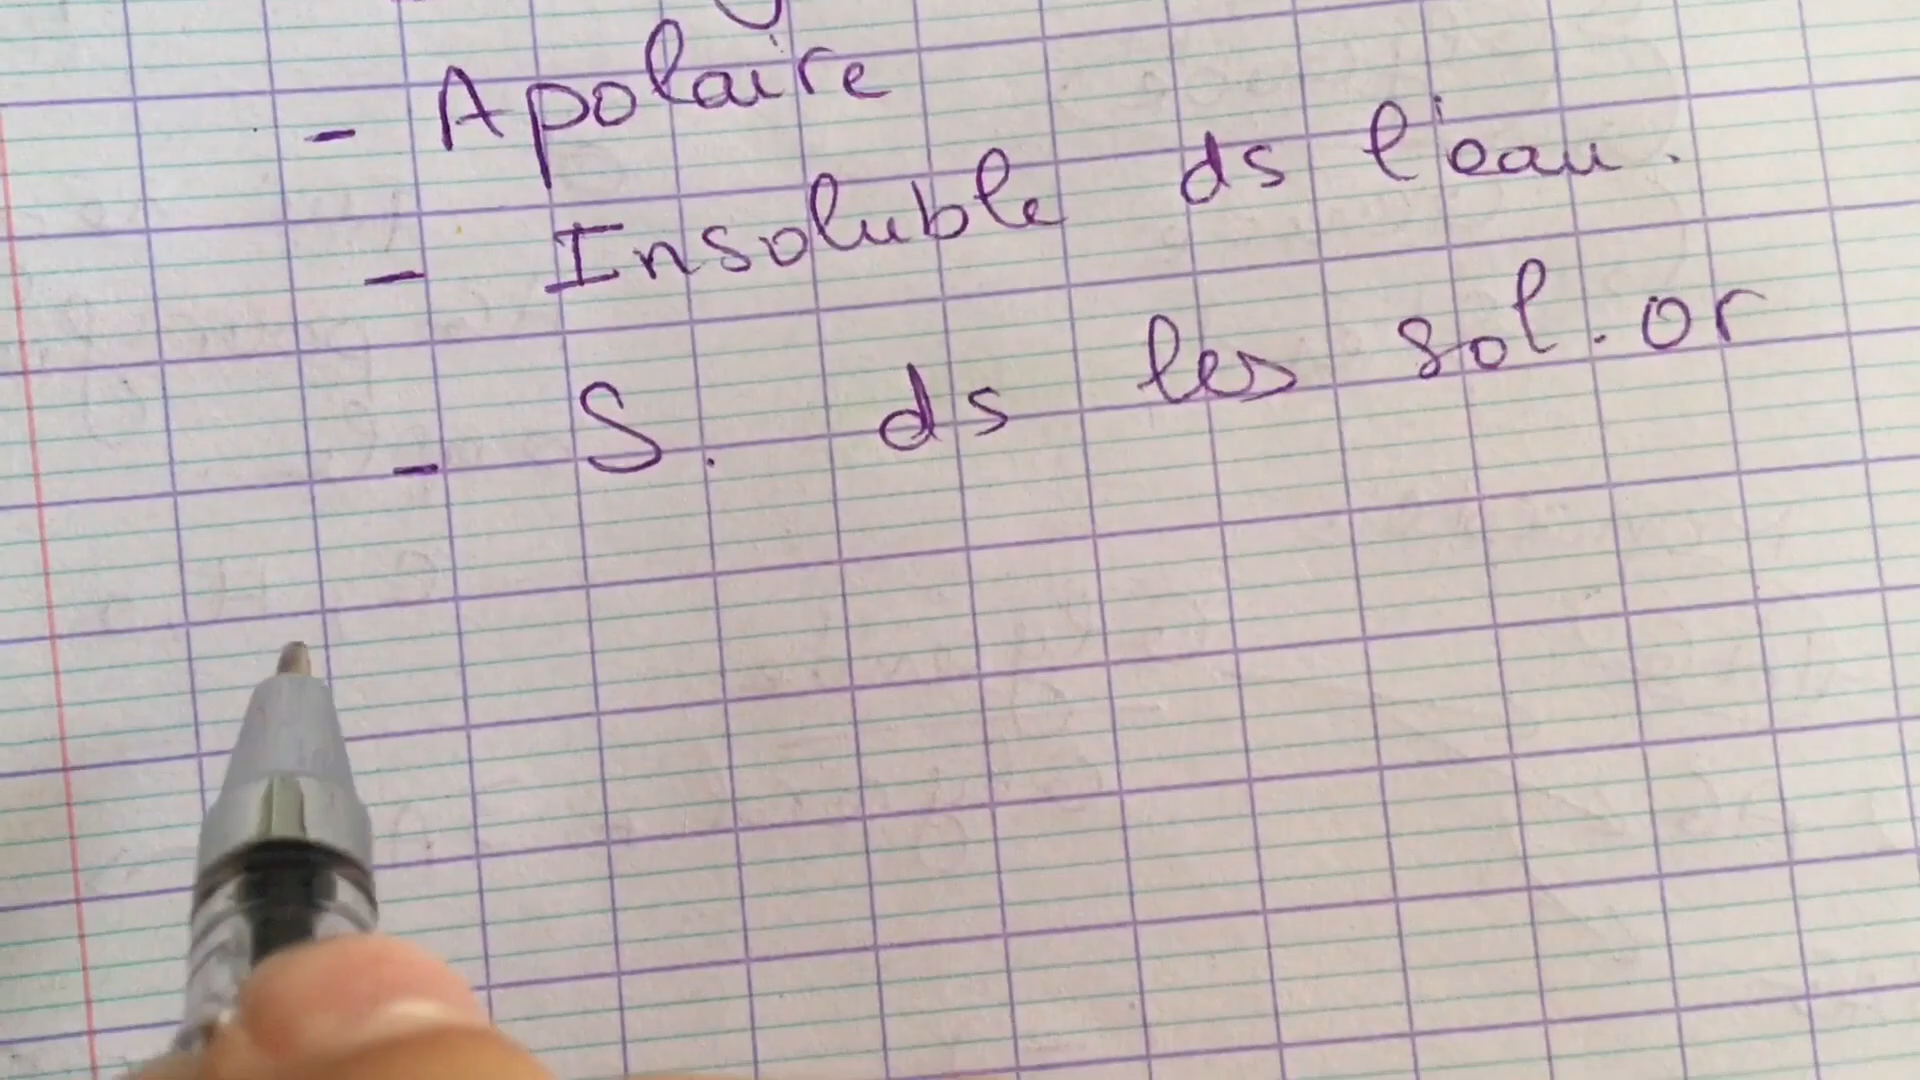 - Apolaire
- Insoluble ds l'eau.
- S. ds les sol. or